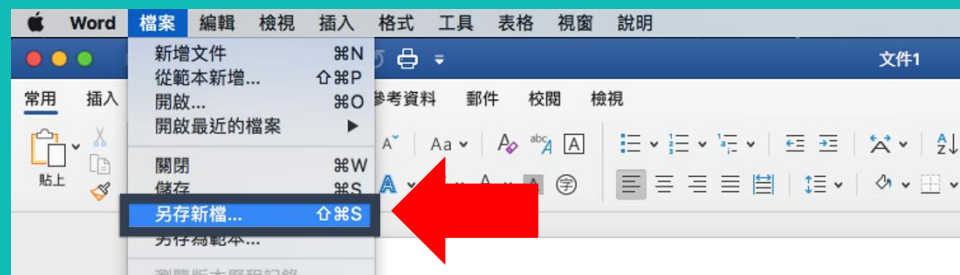 Word 檔案 編輯 檢視 插入 格式 工具 表格 視窗 說明
文件1
常用 插入 參考資料 郵件 校閱 檢視
新增文件 ⌘N
從範本新增... ⇧⌘P
開啟... ⌘O
開啟最近的檔案 ▶
關閉 ⌘W
儲存 ⌘S
另存新檔... ⇧⌘S
另存為範本...
貼上
Aa
abc A A
字